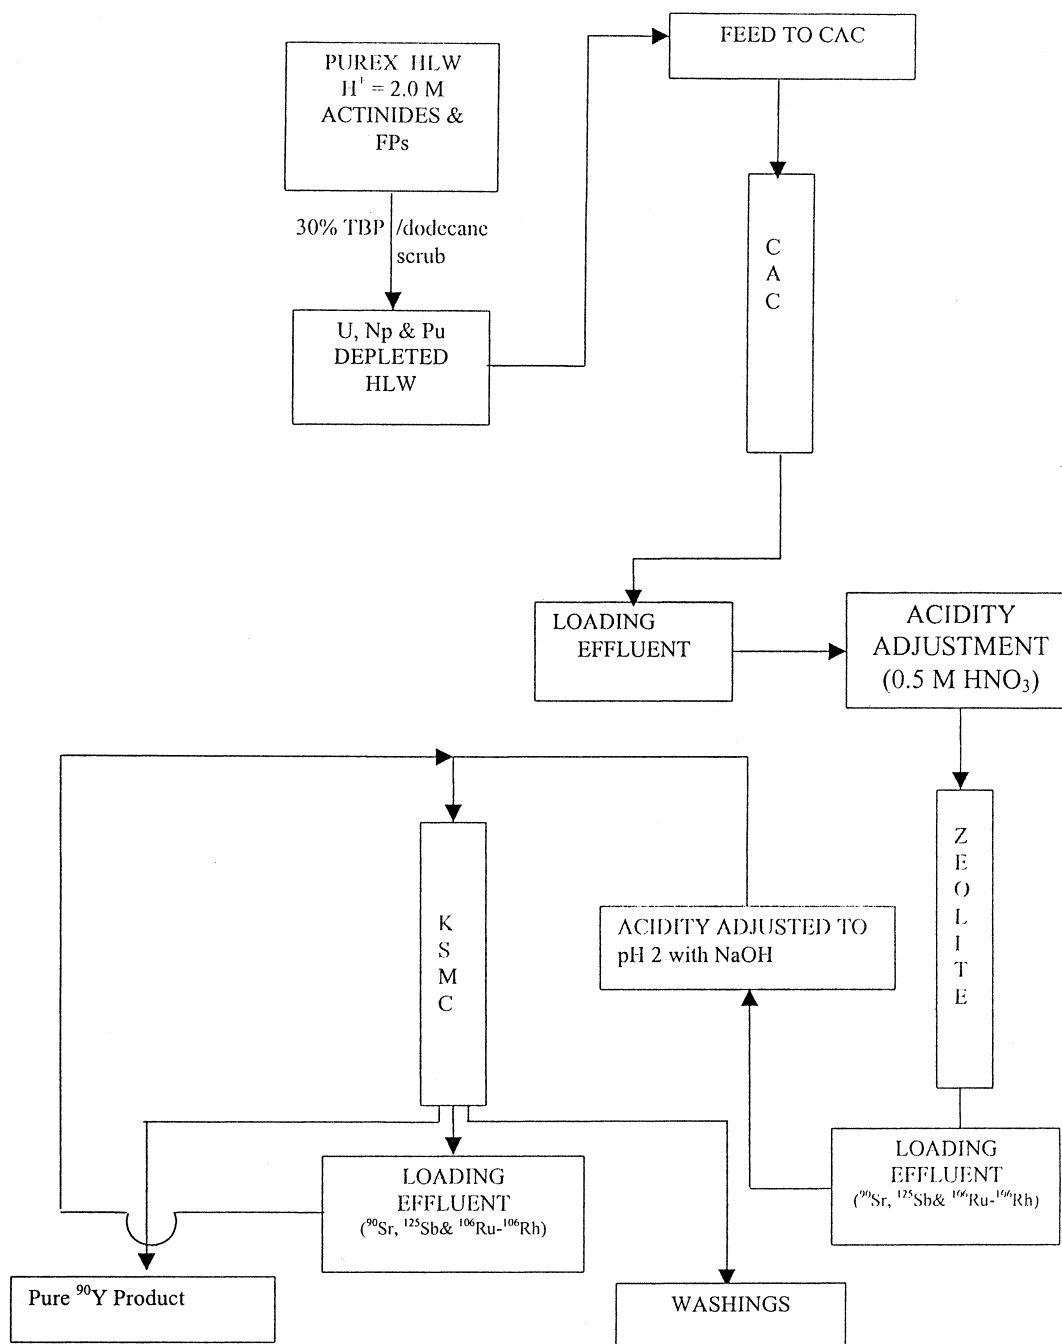 PUREX HLW
H⁺ = 2.0 M
ACTINIDES &
FPs
FEED TO CAC
30% TBP /dodecane
scrub
U, Np & Pu
DEPLETED
HLW
C
A
C
LOADING
EFFLUENT
ACIDITY
ADJUSTMENT
(0.5 M HNO₃)
Z
E
O
L
I
T
E
K
S
M
C
ACIDITY ADJUSTED TO
pH 2 with NaOH
LOADING
EFFLUENT
(⁹⁰Sr, ¹²⁵Sb& ¹⁰⁶Ru-¹⁰⁶Rh)
LOADING
EFFLUENT
(⁹⁰Sr, ¹²⁵Sb& ¹⁰⁶Ru-¹⁰⁶Rh)
Pure ⁹⁰Y Product
WASHINGS